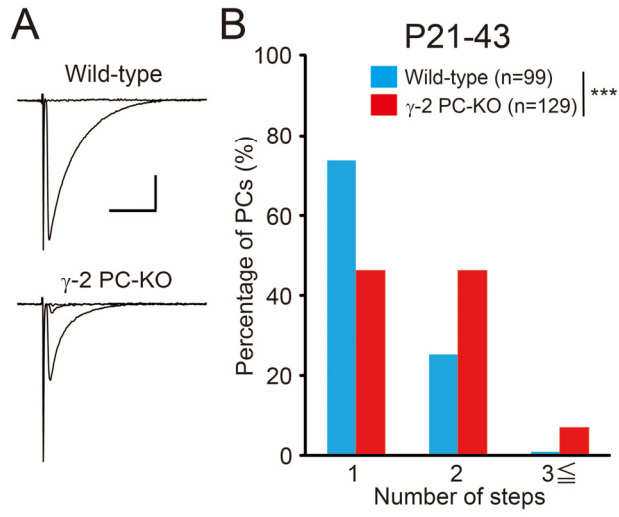 A
Wild-type
γ-2 PC-KO
B
P21-43
Wild-type (n=99)
γ-2 PC-KO (n=129)
***
Percentage of PCs (%)
100
80
60
40
20
0
1 2 3≦
Number of steps